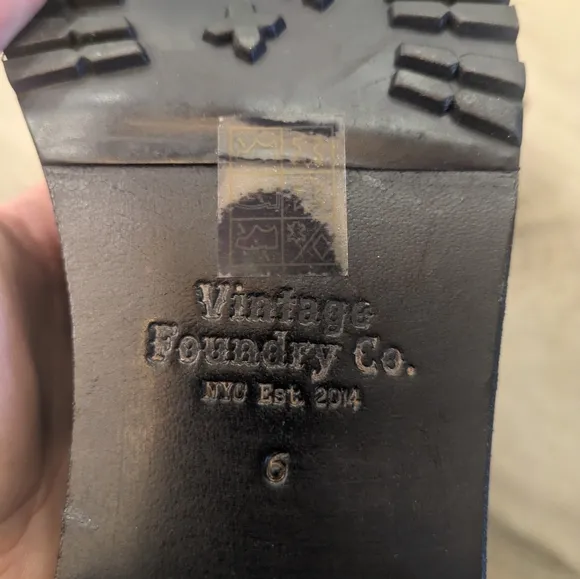 Vintage
Foundry Co.
NYC Est. 2014
6